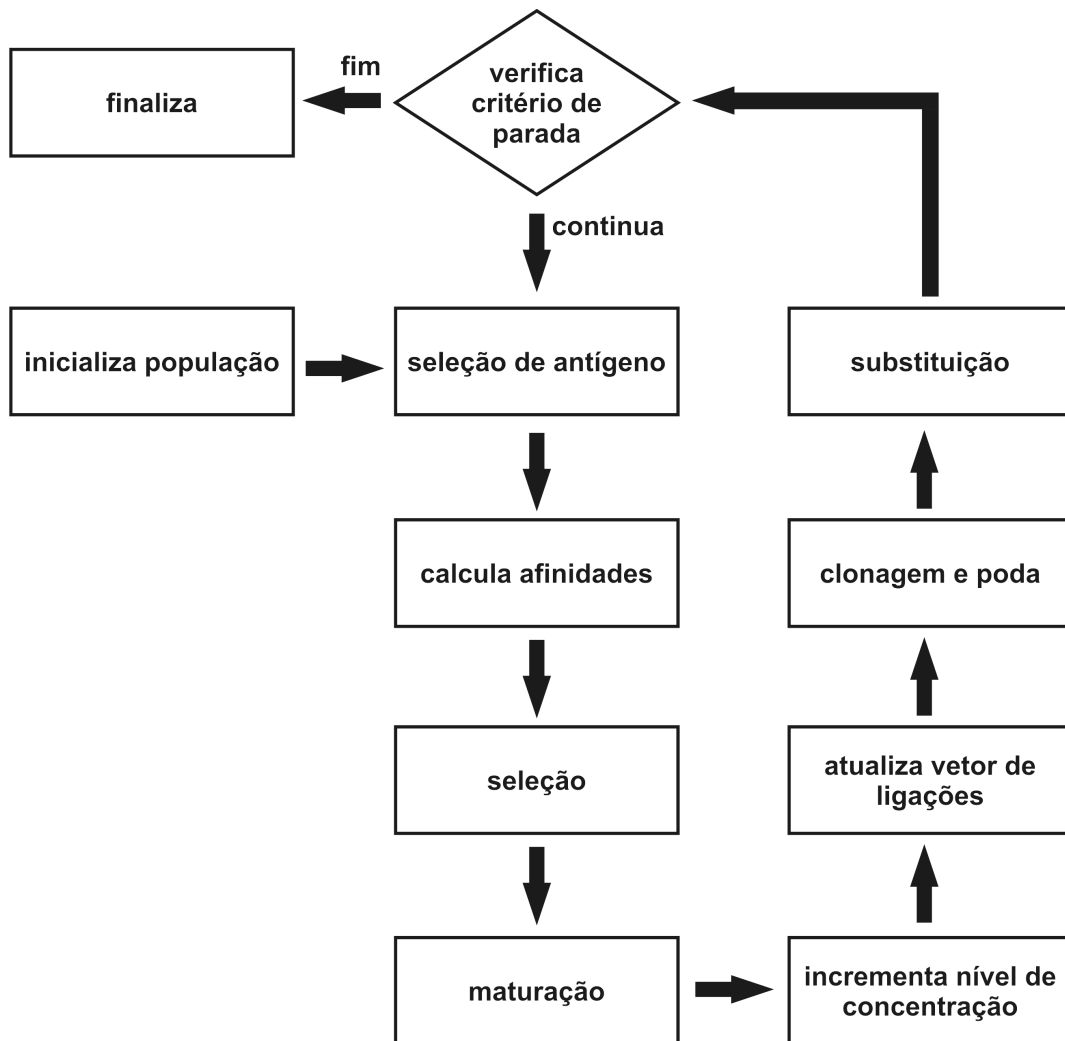 fim
finaliza
verifica
critério de
parada
continua
inicializa população
seleção de antígeno
substituição
calcula afinidades
clonagem e poda
seleção
atualiza vetor de
ligações
maturação
incrementa nível de
concentração